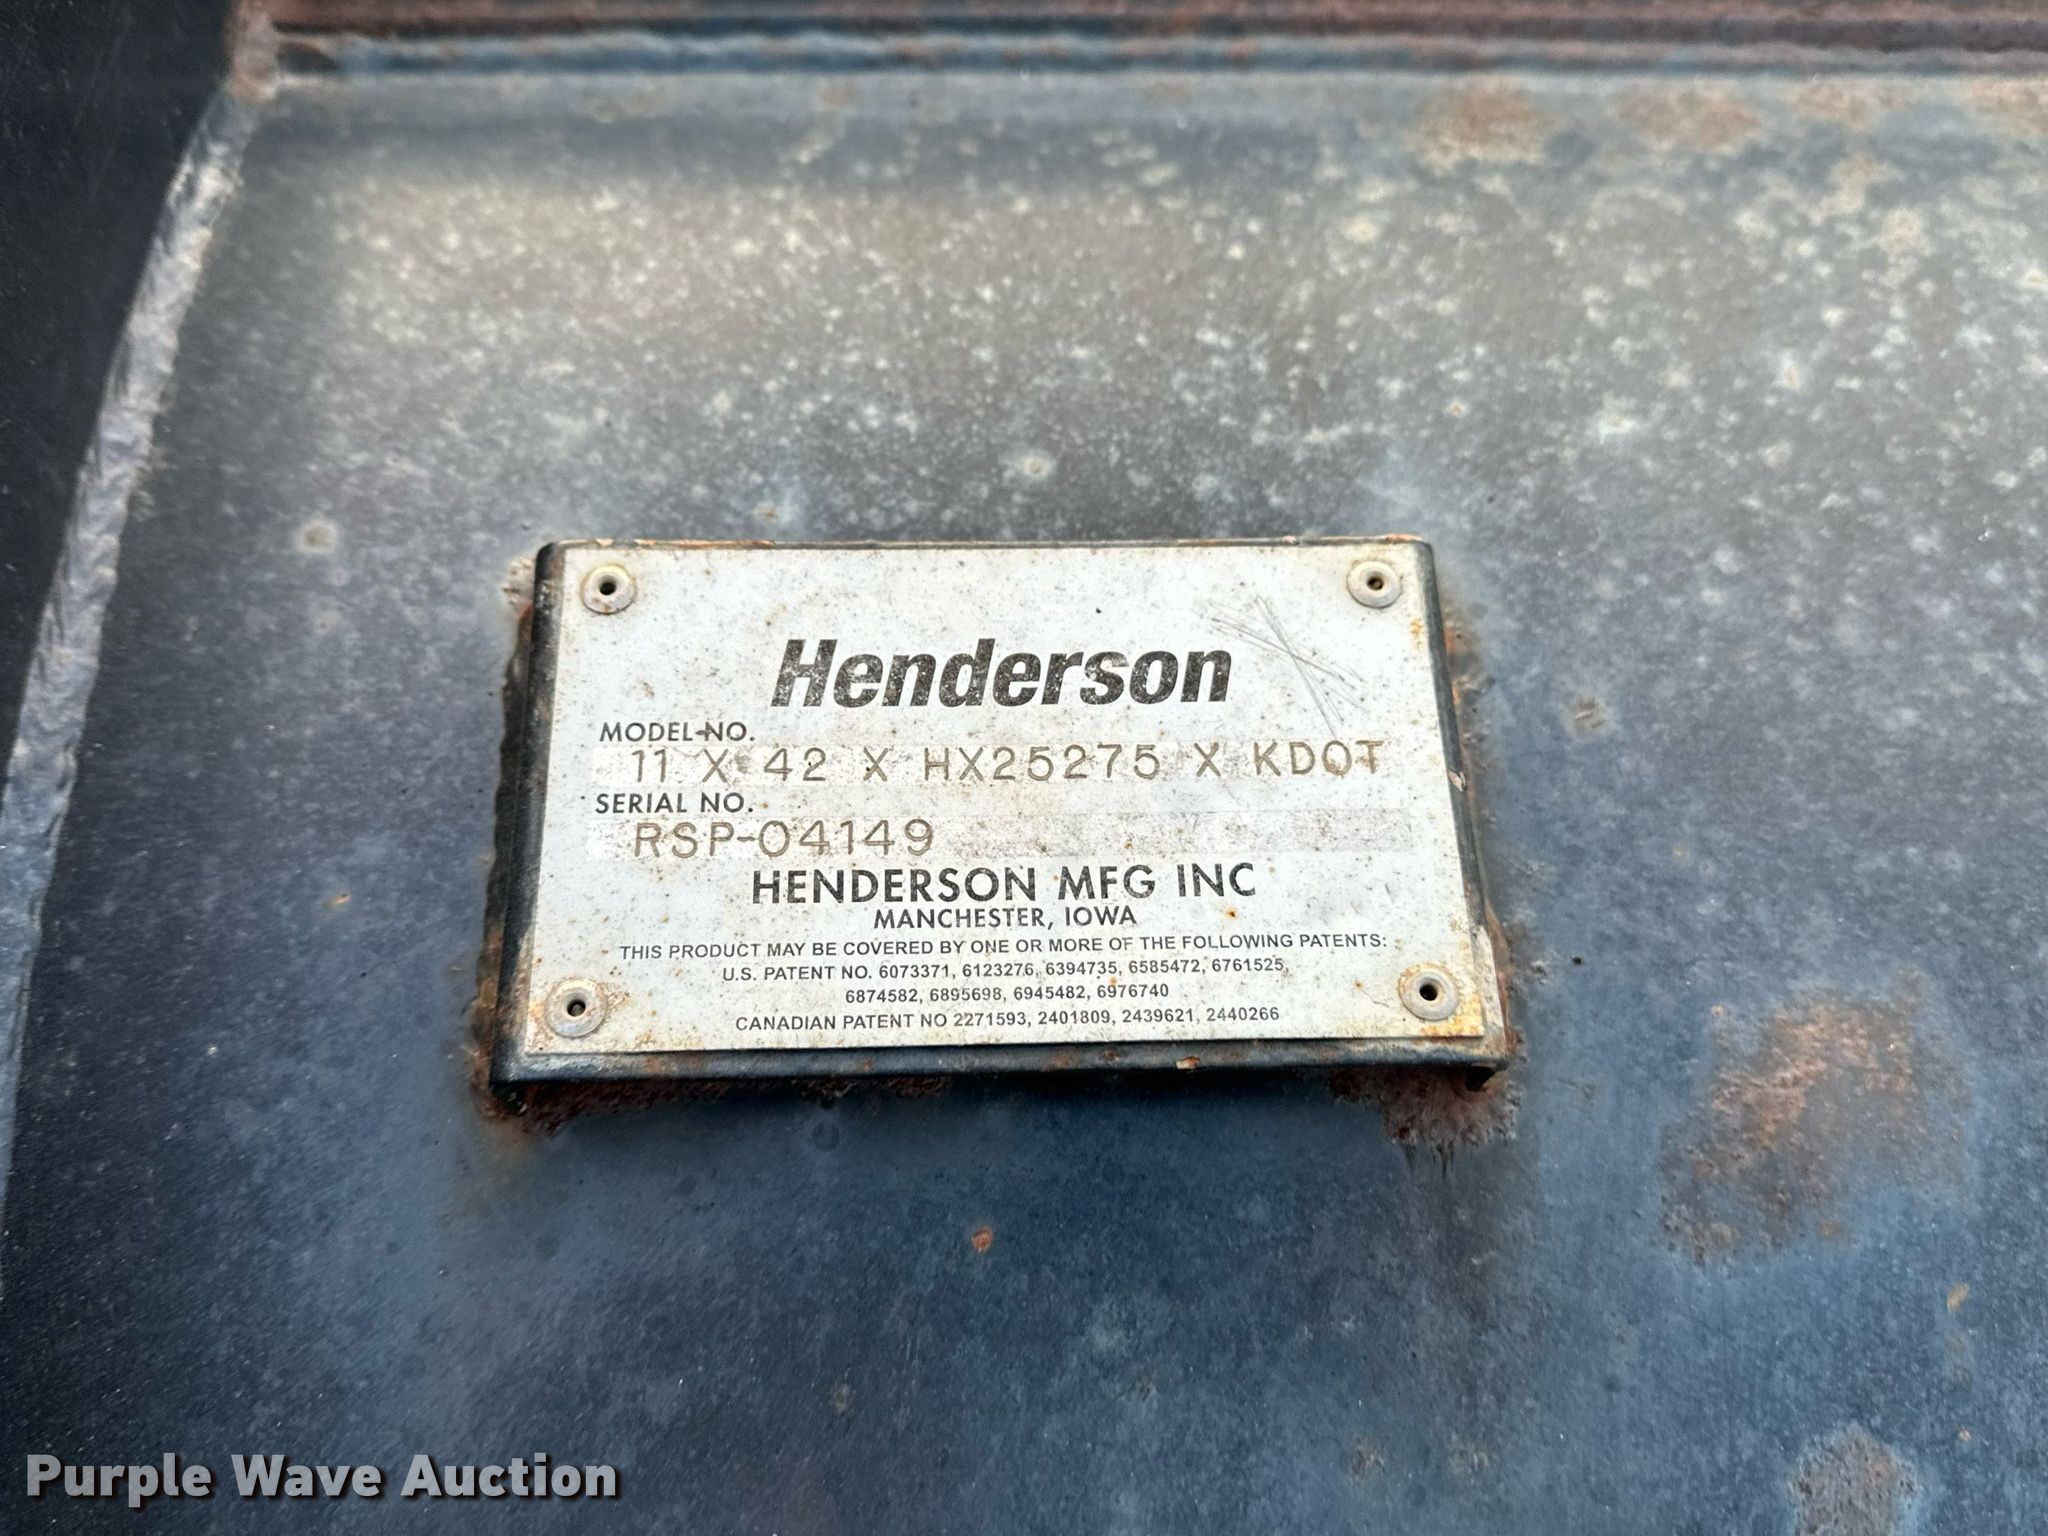 Henderson
MODEL NO.
11 X 42 X HX25275 X KDOT
SERIAL NO.
RSP-04149
HENDERSON MFG INC
MANCHESTER, IOWA
THIS PRODUCT MAY BE COVERED BY ONE OR MORE OF THE FOLLOWING PATENTS:
U.S. PATENT NO. 6073371, 6123276, 6394735, 6585472, 6761525,
6874582, 6895698, 6945482, 6976740
CANADIAN PATENT NO 2271593, 2401809, 2439621, 2440266
Purple Wave Auction